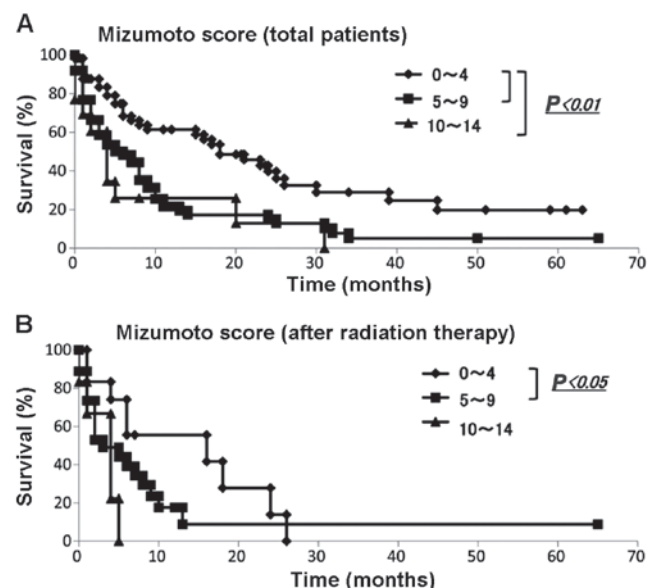 A
Mizumoto score (total patients)
100
80
60
40
20
0
Survival (%)
0~4
5~9
10~14
P<0.01
0 10 20 30 40 50 60 70
Time (months)
B
Mizumoto score (after radiation therapy)
100
80
60
40
20
0
Survival (%)
0~4
5~9
10~14
P<0.05
0 10 20 30 40 50 60 70
Time (months)